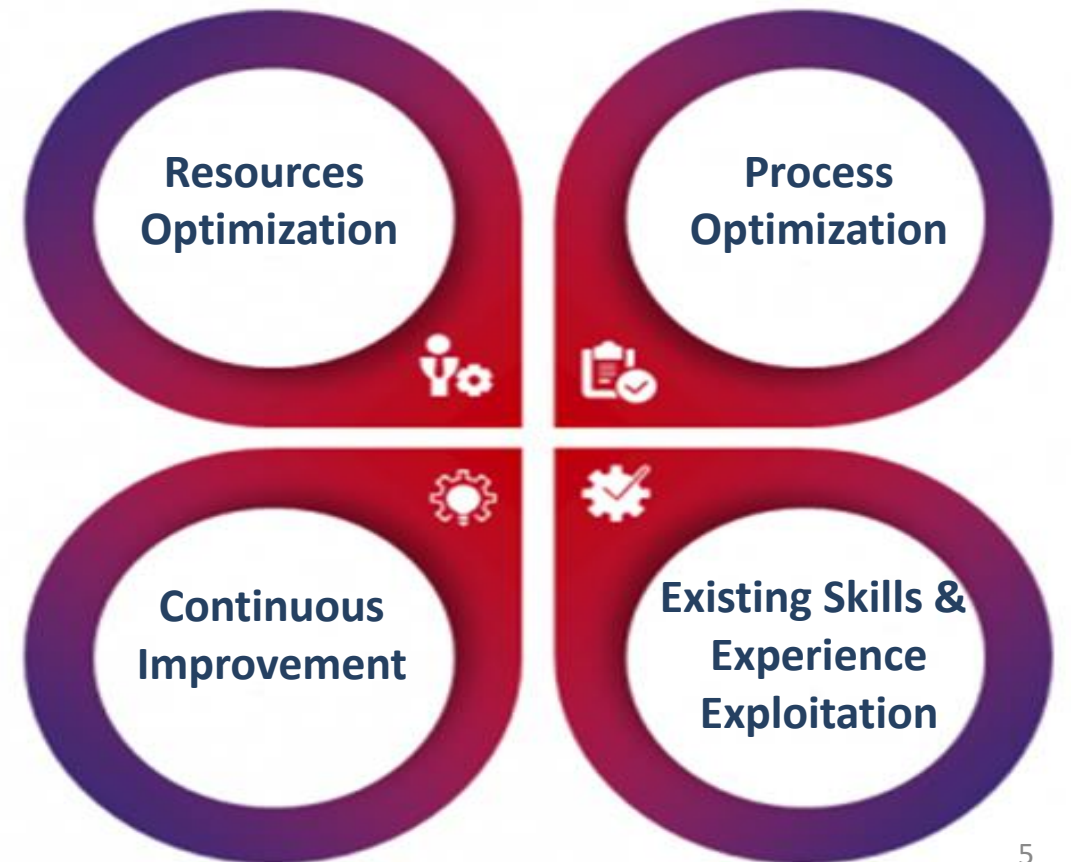 Resources
Optimization
Process
Optimization
Continuous
Improvement
Existing Skills &
Experience
Exploitation
5